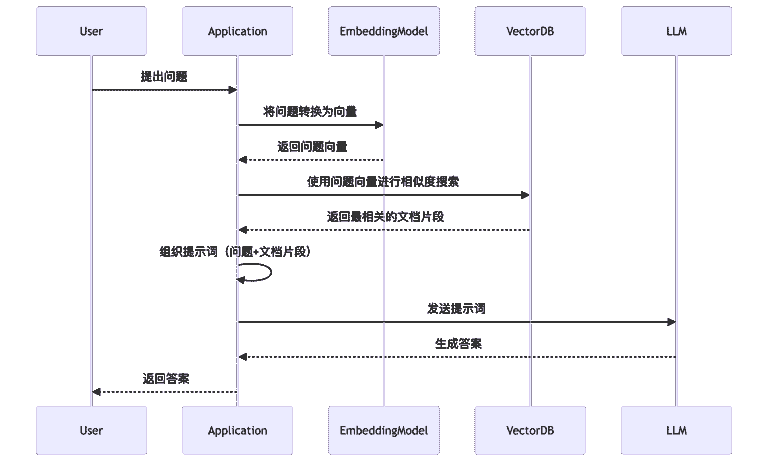 User Application EmbeddingModel VectorDB LLM
提出问题
将问题转换为向量
返回问题向量
使用问题向量进行相似度搜索
返回最相关的文档片段
组织提示词（问题+文档片段）
发送提示词
生成答案
返回答案
User Application EmbeddingModel VectorDB LLM